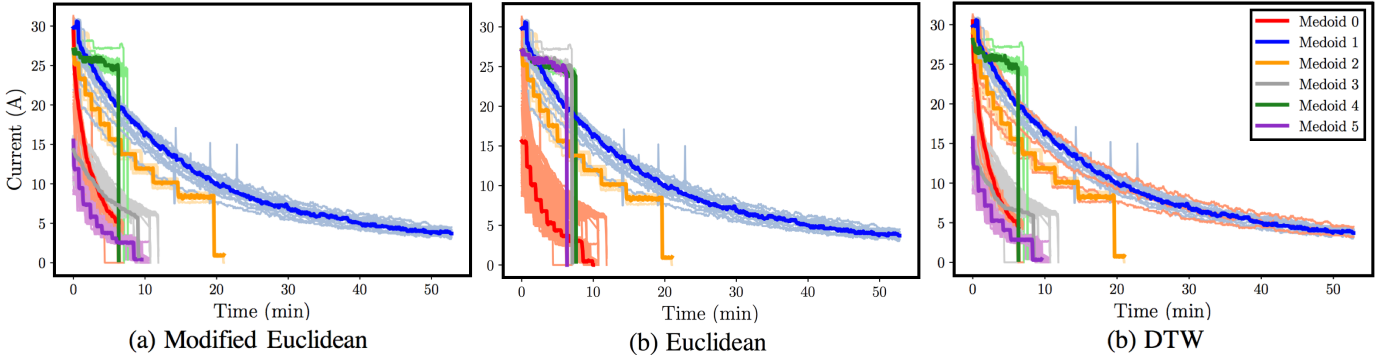 30
25
20
15
10
5
0
Current (A)
0 10 20 30 40 50
Time (min)
(a) Modified Euclidean
30
25
20
15
10
5
0
0 10 20 30 40 50
Time (min)
(b) Euclidean
30
25
20
15
10
5
0
0 10 20 30 40 50
Time (min)
(b) DTW
Medoid 0
Medoid 1
Medoid 2
Medoid 3
Medoid 4
Medoid 5